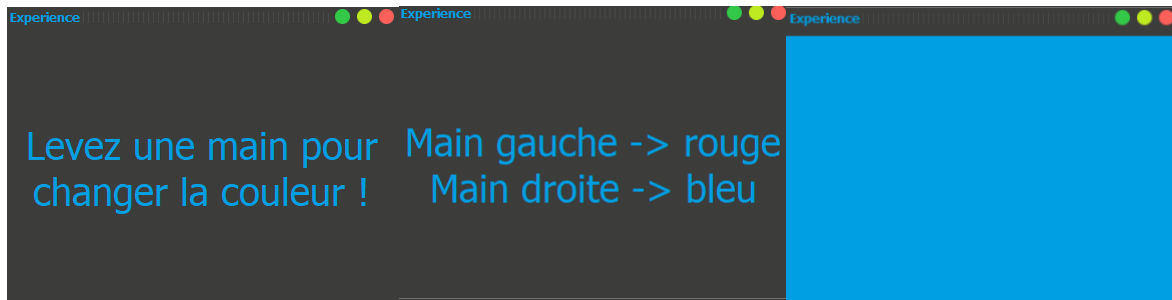 Experience
Levez une main pour
changer la couleur !
Experience
Main gauche -> rouge
Main droite -> bleu
Experience